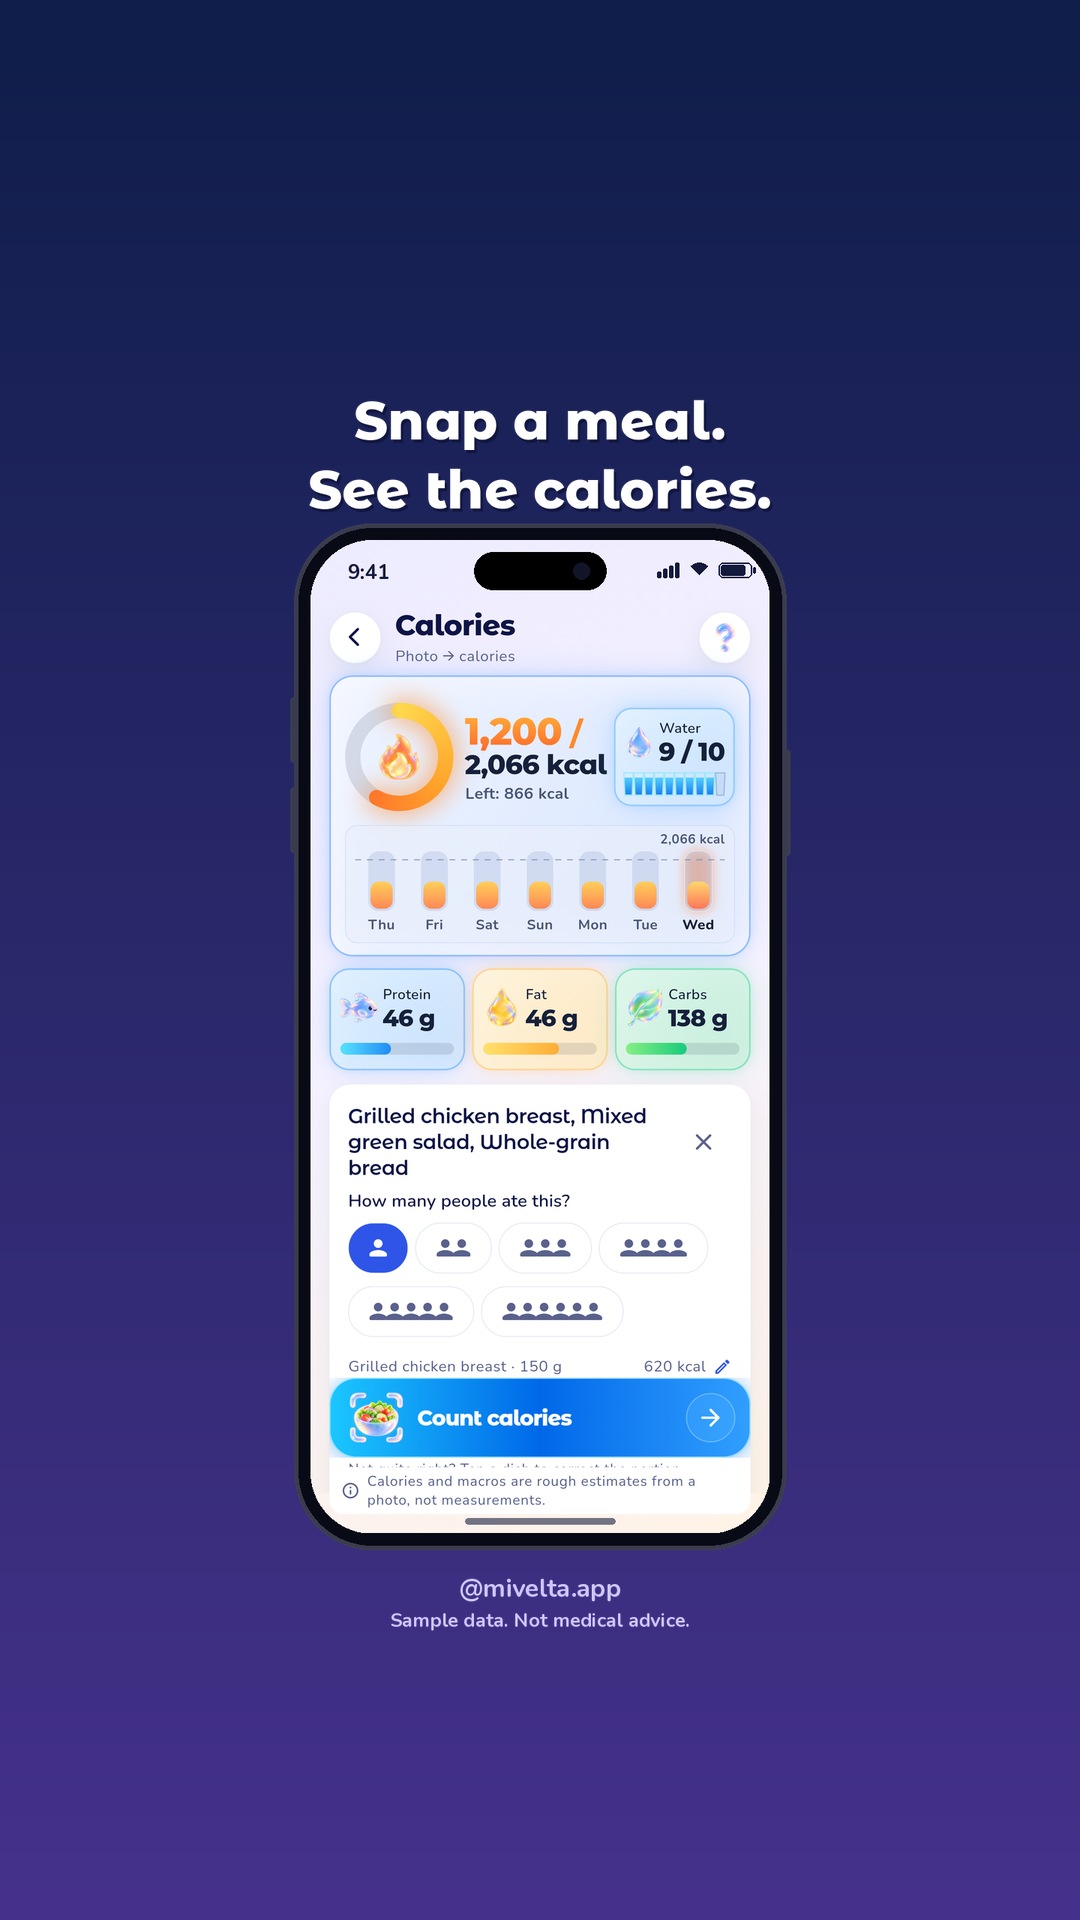 Snap a meal.
See the calories.
9:41
Calories
Photo → calories
1,200 /
2,066 kcal
Left: 866 kcal
Water
9 / 10
2,066 kcal
Thu Fri Sat Sun Mon Tue Wed
Protein
46 g
Fat
46 g
Carbs
138 g
Grilled chicken breast, Mixed
green salad, Whole-grain
bread
How many people ate this?
Grilled chicken breast · 150 g 620 kcal
Count calories
Calories and macros are rough estimates from a
photo, not measurements.
@mivelta.app
Sample data. Not medical advice.